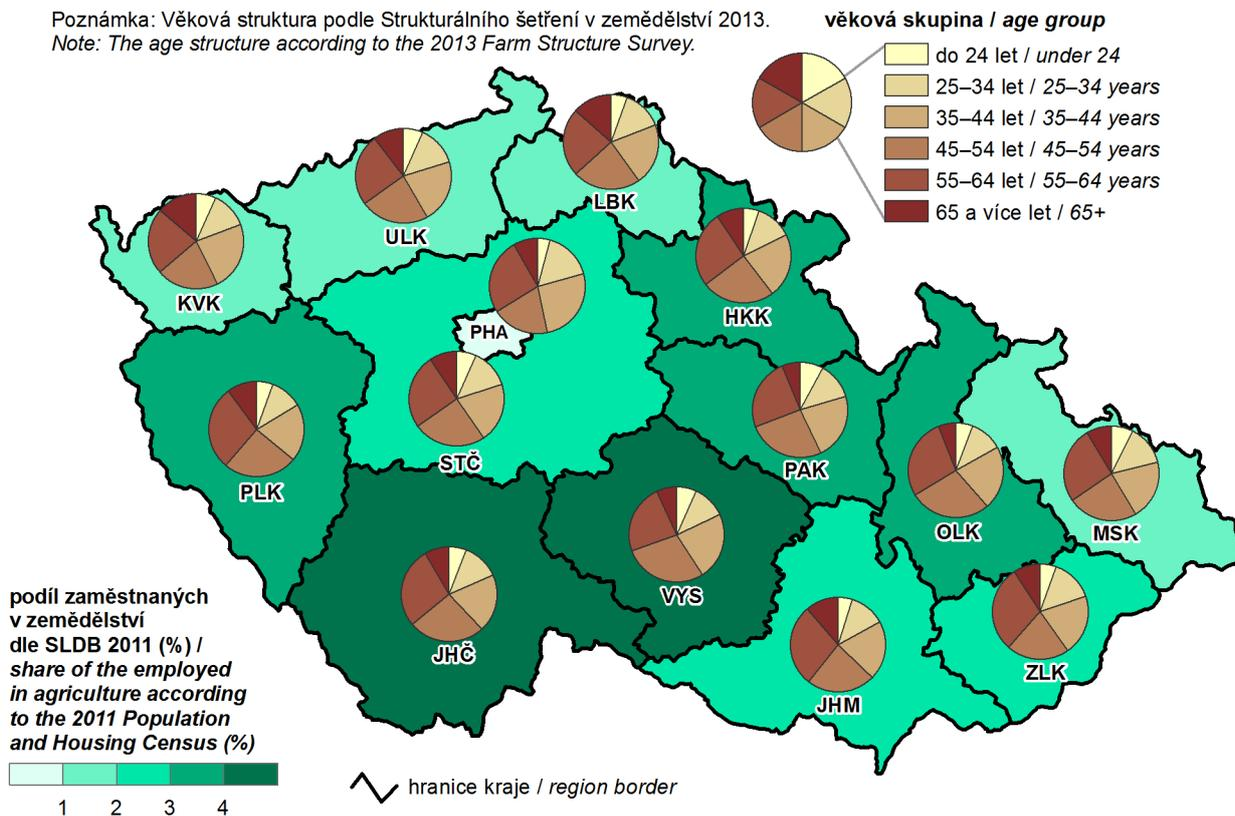 Poznámka: Věková struktura podle Strukturálního šetření v zemědělství 2013.
Note: The age structure according to the 2013 Farm Structure Survey.
věková skupina / age group
do 24 let / under 24
25–34 let / 25–34 years
35–44 let / 35–44 years
45–54 let / 45–54 years
55–64 let / 55–64 years
65 a více let / 65+
LBK
ULK
KVK
HKK
PHA
STČ
PAK
PLK
OLK
MSK
VYS
JHČ
ZLK
JHM
podíl zaměstnaných
v zemědělství
dle SLDB 2011 (%) /
share of the employed
in agriculture according
to the 2011 Population
and Housing Census (%)
1 2 3 4
hranice kraje / region border